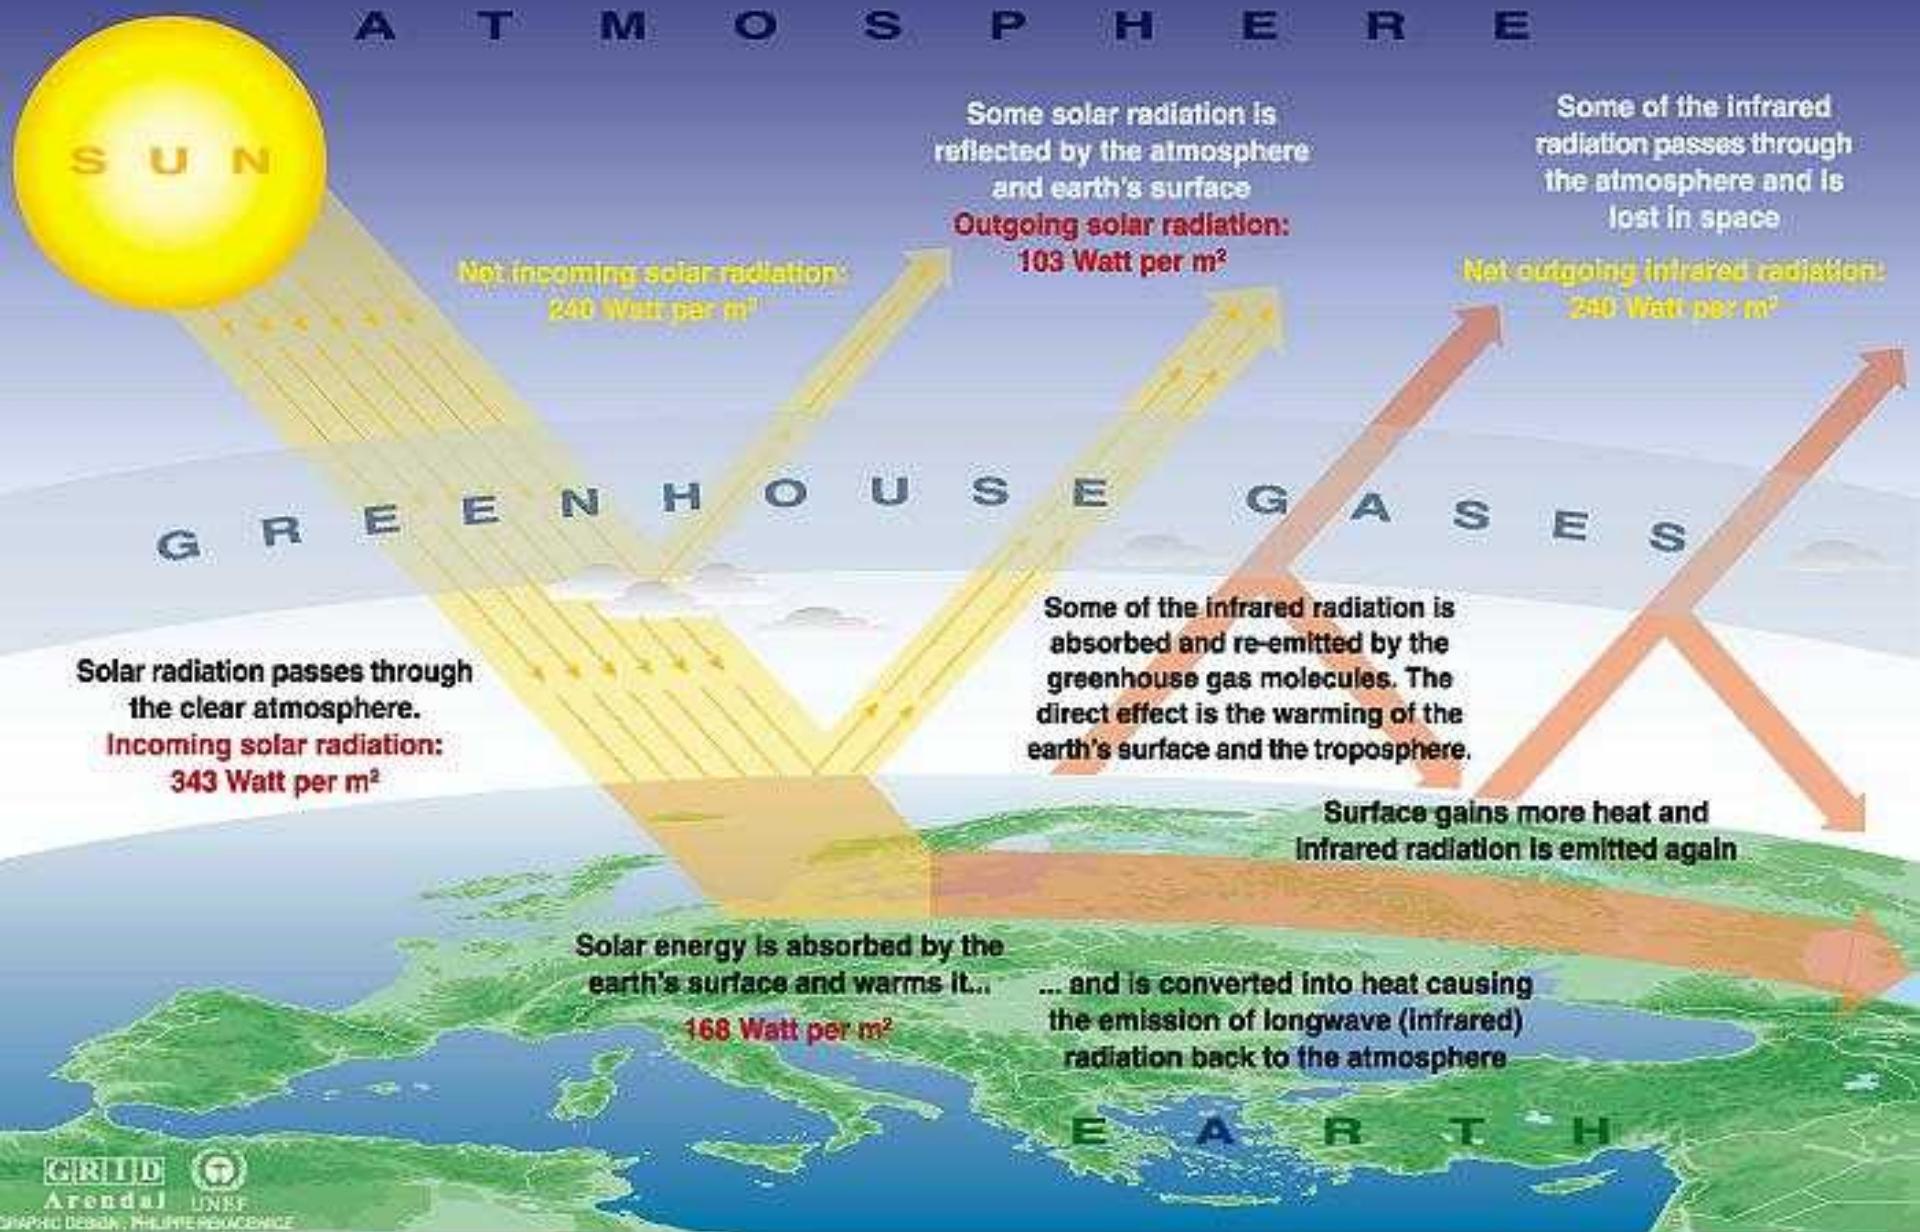 A T M O S P H E R E
S U N
Some solar radiation is
reflected by the atmosphere
and earth's surface
Outgoing solar radiation:
103 Watt per m²
Some of the infrared
radiation passes through
the atmosphere and is
lost in space
Net outgoing infrared radiation:
240 Watt per m²
Net incoming solar radiation:
240 Watt per m²
G R E E N H O U S E G A S E S
Solar radiation passes through
the clear atmosphere.
Incoming solar radiation:
343 Watt per m²
Some of the infrared radiation is
absorbed and re-emitted by the
greenhouse gas molecules. The
direct effect is the warming of the
earth's surface and the troposphere.
Surface gains more heat and
infrared radiation is emitted again
Solar energy is absorbed by the
earth's surface and warms it...
168 Watt per m²
... and is converted into heat causing
the emission of longwave (infrared)
radiation back to the atmosphere
E A R T H
GRID
Arendal UNEP
GRAPHIC DESIGN : PHILIPPE REKACEWICZ